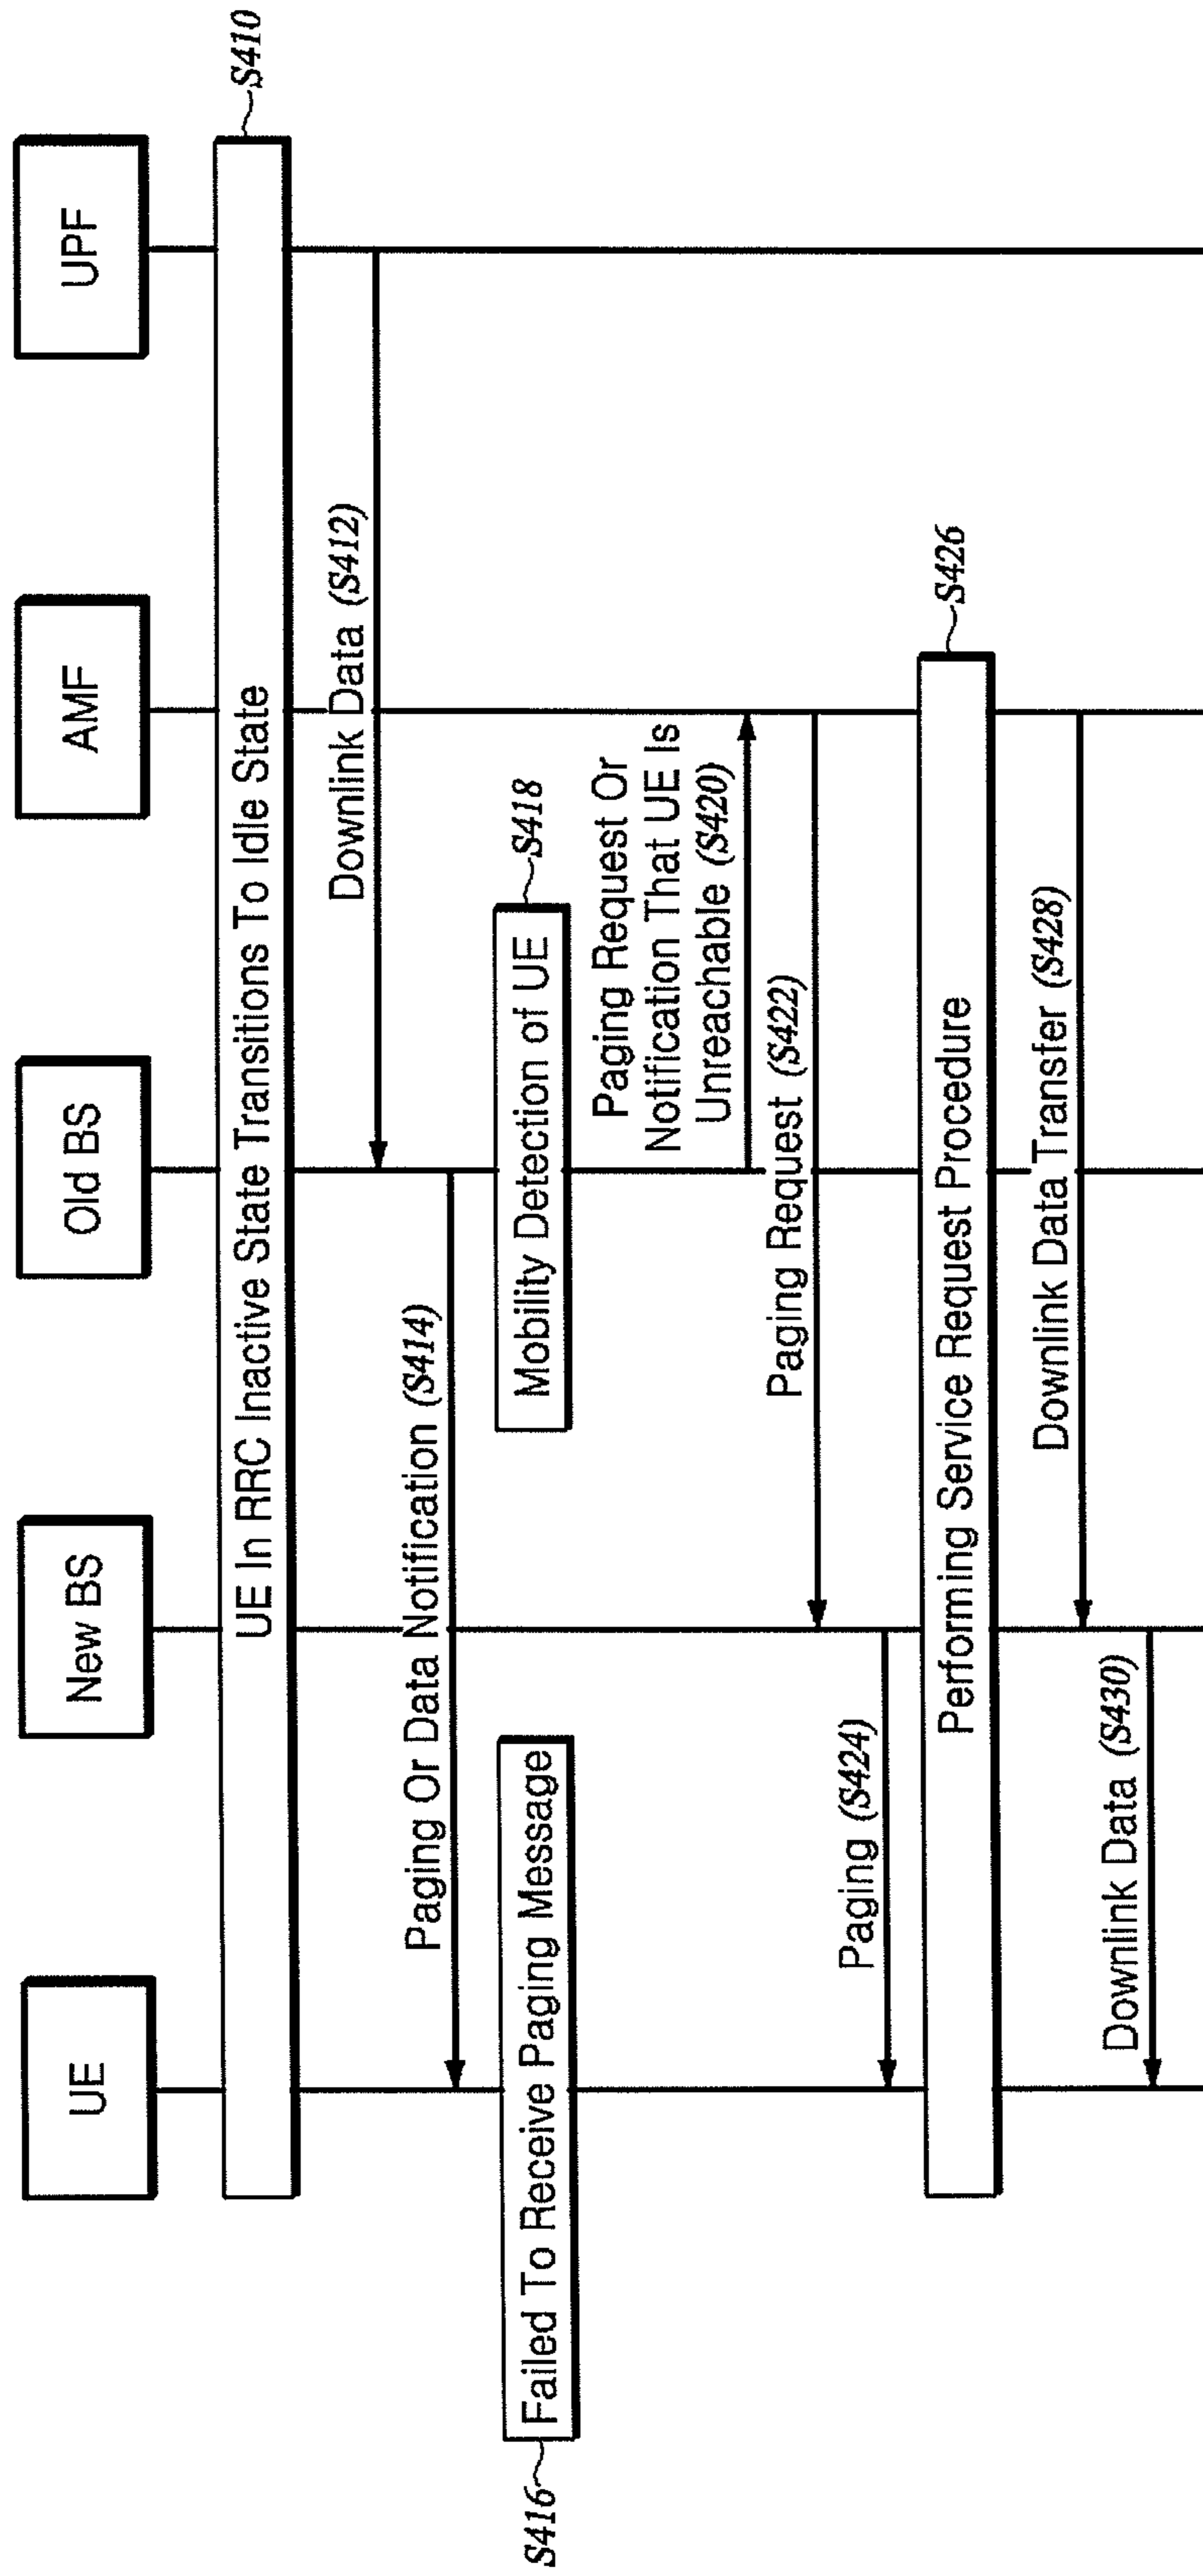 UE
New BS
Old BS
AMF
UPF
UE In RRC Inactive State Transitions To Idle State
S410
Downlink Data (S412)
Paging Or Data Notification (S414)
S416
Failed To Receive Paging Message
Mobility Detection of UE
S418
Paging Request Or
Notification That UE Is
Unreachable (S420)
Paging Request (S422)
Paging (S424)
Performing Service Request Procedure
S426
Downlink Data Transfer (S428)
Downlink Data (S430)